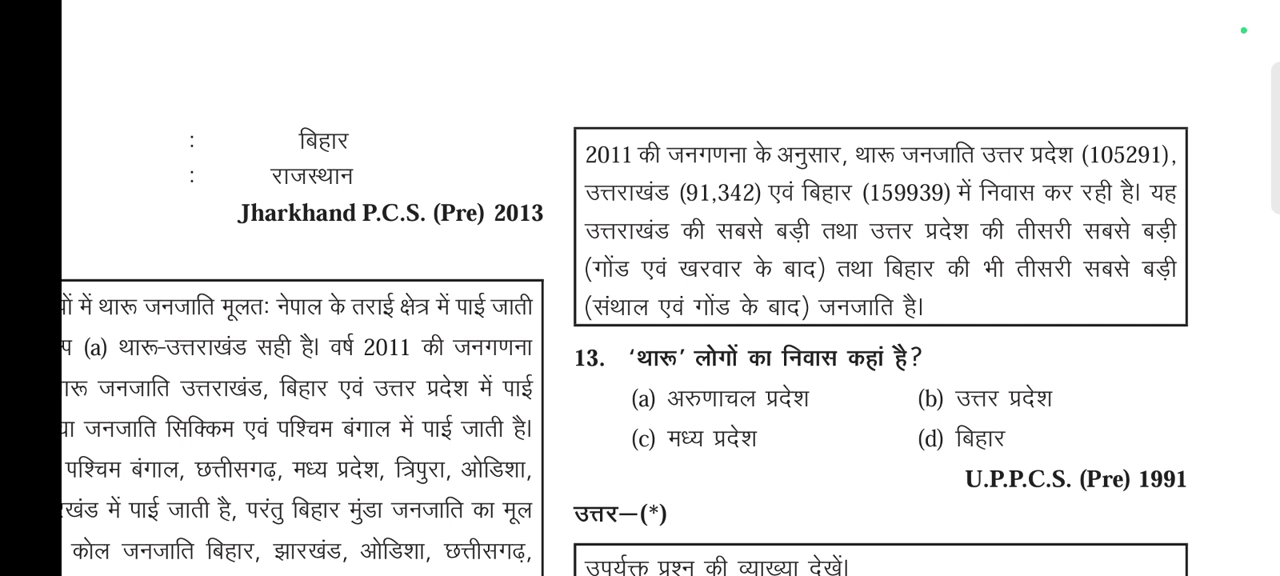 : बिहार
: राजस्थान
Jharkhand P.C.S. (Pre) 2013
में थारू जनजाति मूलत: नेपाल के तराई क्षेत्र में पाई जाती
(a) थारू-उत्तराखंड सही है। वर्ष 2011 की जनगणना
जनजाति उत्तराखंड, बिहार एवं उत्तर प्रदेश में पाई
जनजाति सिक्किम एवं पश्चिम बंगाल में पाई जाती है।
पश्चिम बंगाल, छत्तीसगढ़, मध्य प्रदेश, त्रिपुरा, ओडिशा,
में पाई जाती है, परंतु बिहार मुंडा जनजाति का मूल
कोल जनजाति बिहार, झारखंड, ओडिशा, छत्तीसगढ़,
2011 की जनगणना के अनुसार, थारू जनजाति उत्तर प्रदेश (105291),
उत्तराखंड (91,342) एवं बिहार (159939) में निवास कर रही है। यह
उत्तराखंड की सबसे बड़ी तथा उत्तर प्रदेश की तीसरी सबसे बड़ी
(गोंड एवं खरवार के बाद) तथा बिहार की भी तीसरी सबसे बड़ी
(संथाल एवं गोंड के बाद) जनजाति है।
13. ‘थारू’ लोगों का निवास कहां है?
(a) अरुणाचल प्रदेश (b) उत्तर प्रदेश
(c) मध्य प्रदेश (d) बिहार
U.P.P.C.S. (Pre) 1991
उत्तर—(*)
उपर्युक्त प्रश्न की व्याख्या देखें।